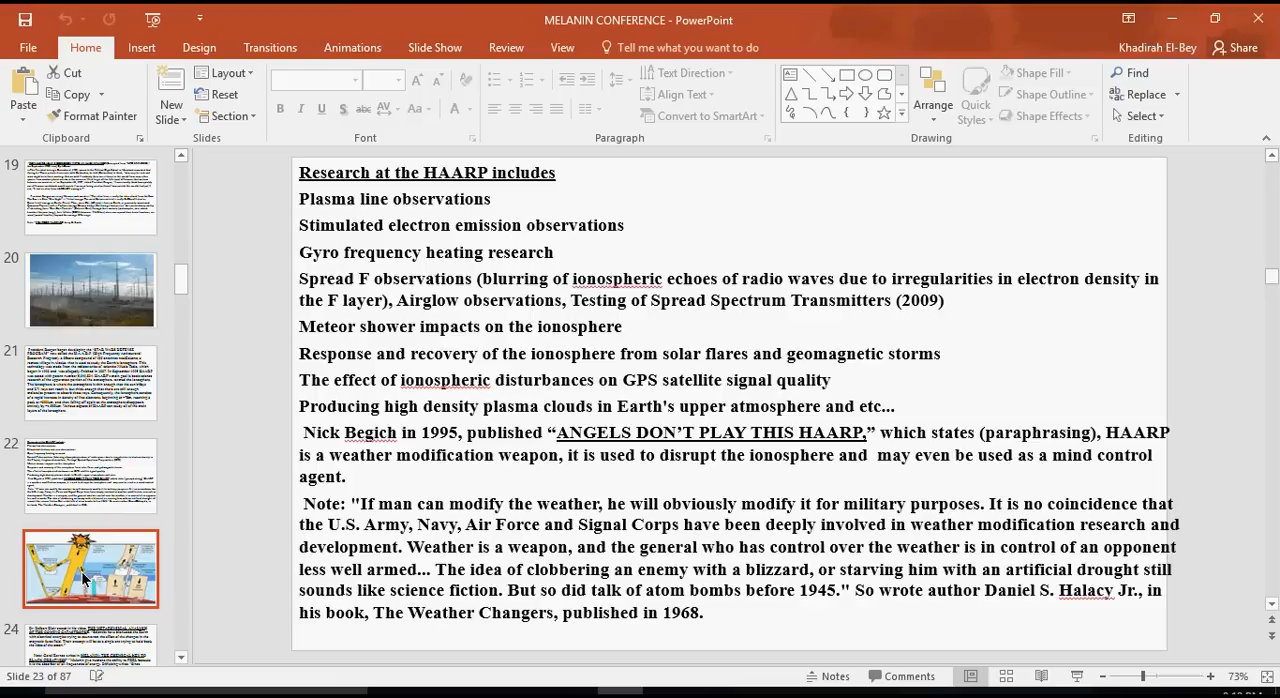 MELANIN CONFERENCE - PowerPoint
File Home Insert Design Transitions Animations Slide Show Review View Tell me what you want to do Khadirah El-Bey Share
Paste Cut Copy Format Painter
New Slide Layout Reset Section
B I U S abc AV Aa A
Text Direction Align Text Convert to SmartArt
Arrange Quick Styles Shape Fill Shape Outline Shape Effects
Find Replace Select
Clipboard Slides Font Paragraph Drawing Editing
19
20
21
22
24
Research at the HAARP includes
Plasma line observations
Stimulated electron emission observations
Gyro frequency heating research
Spread F observations (blurring of ionospheric echoes of radio waves due to irregularities in electron density in
the F layer), Airglow observations, Testing of Spread Spectrum Transmitters (2009)
Meteor shower impacts on the ionosphere
Response and recovery of the ionosphere from solar flares and geomagnetic storms
The effect of ionospheric disturbances on GPS satellite signal quality
Producing high density plasma clouds in Earth's upper atmosphere and etc...
Nick Begich in 1995, published “ANGELS DON’T PLAY THIS HAARP,” which states (paraphrasing), HAARP
is a weather modification weapon, it is used to disrupt the ionosphere and may even be used as a mind control
agent.
Note: "If man can modify the weather, he will obviously modify it for military purposes. It is no coincidence that
the U.S. Army, Navy, Air Force and Signal Corps have been deeply involved in weather modification research and
development. Weather is a weapon, and the general who has control over the weather is in control of an opponent
less well armed... The idea of clobbering an enemy with a blizzard, or starving him with an artificial drought still
sounds like science fiction. But so did talk of atom bombs before 1945." So wrote author Daniel S. Halacy Jr., in
his book, The Weather Changers, published in 1968.
Slide 23 of 87 Notes Comments 73%